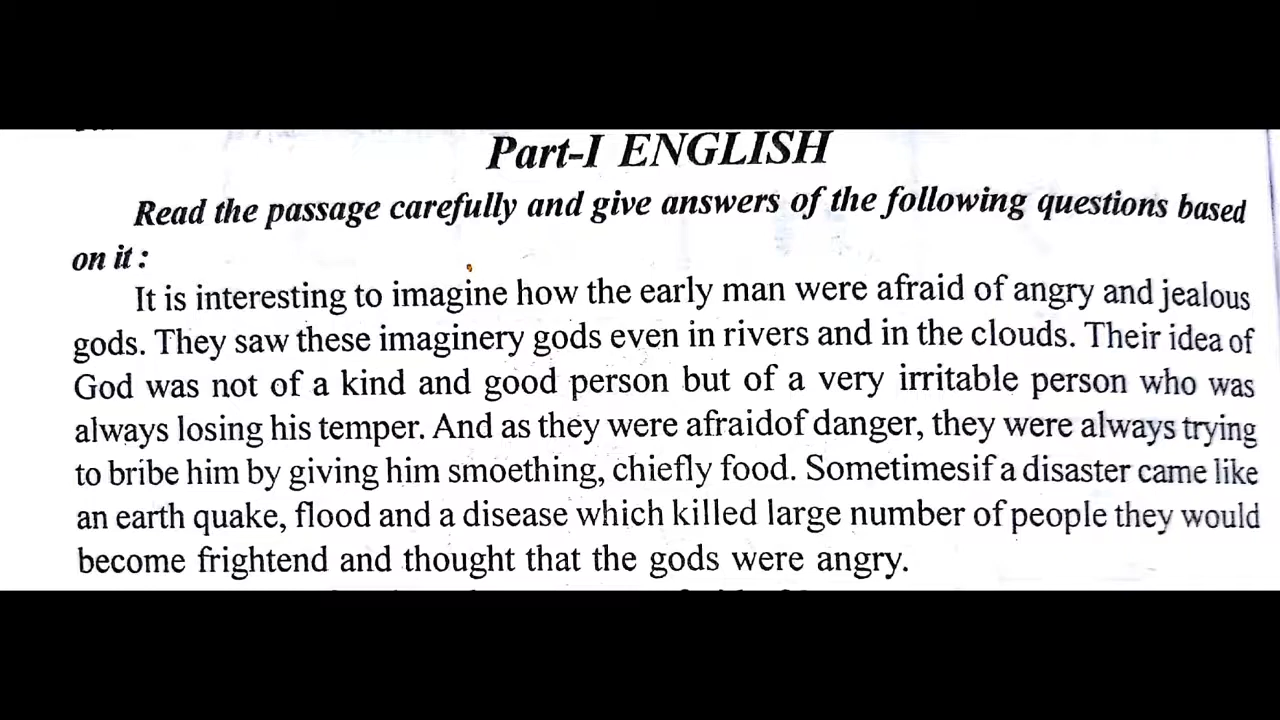 Part-I ENGLISH
Read the passage carefully and give answers of the following questions based
on it :
It is interesting to imagine how the early man were afraid of angry and jealous
gods. They saw these imaginery gods even in rivers and in the clouds. Their idea of
God was not of a kind and good person but of a very irritable person who was
always losing his temper. And as they were afraidof danger, they were always trying
to bribe him by giving him smoething, chiefly food. Sometimesif a disaster came like
an earth quake, flood and a disease which killed large number of people they would
become frightend and thought that the gods were angry.